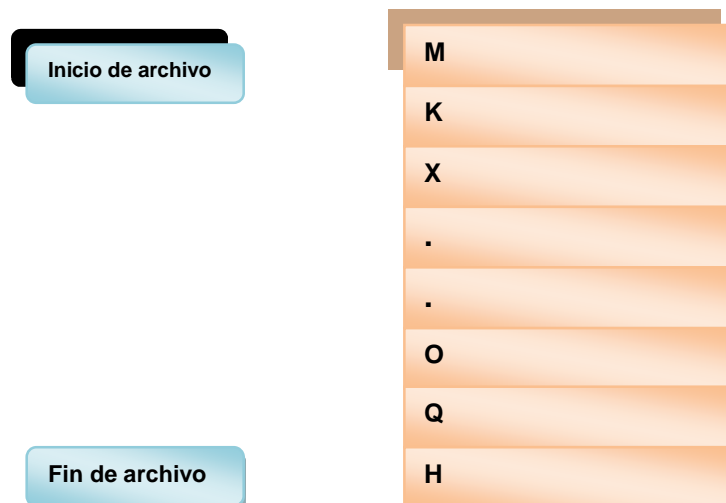 Inicio de archivo
M
K
X
.
.
O
Q
Fin de archivo
H